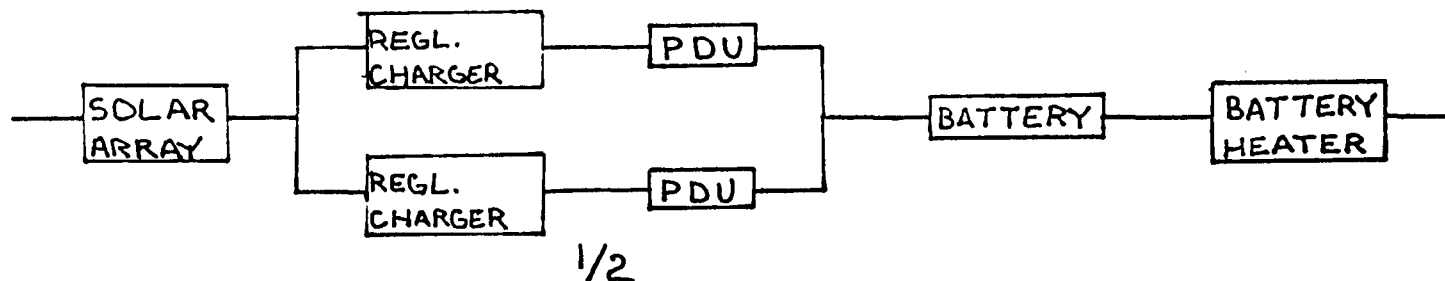 REGL.
CHARGER
PDU
SOLAR
ARRAY
BATTERY
BATTERY
HEATER
REGL.
CHARGER
PDU
1/2